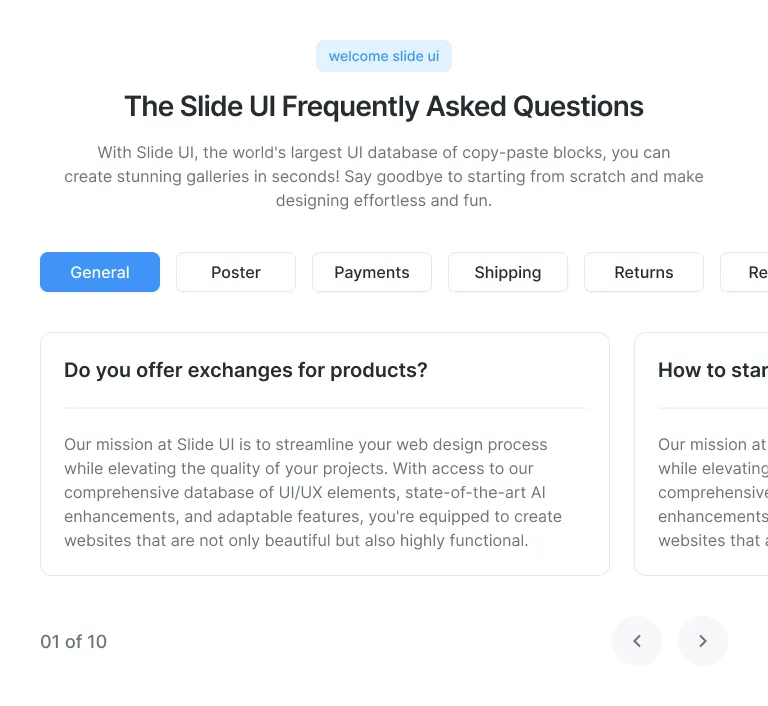 welcome slide ui
The Slide UI Frequently Asked Questions
With Slide UI, the world's largest UI database of copy-paste blocks, you can
create stunning galleries in seconds! Say goodbye to starting from scratch and make
designing effortless and fun.
General
Poster
Payments
Shipping
Returns
Re
Do you offer exchanges for products?
Our mission at Slide UI is to streamline your web design process
while elevating the quality of your projects. With access to our
comprehensive database of UI/UX elements, state-of-the-art AI
enhancements, and adaptable features, you're equipped to create
websites that are not only beautiful but also highly functional.
How to star
Our mission at
while elevating
comprehensive
enhancements
websites that a
01 of 10